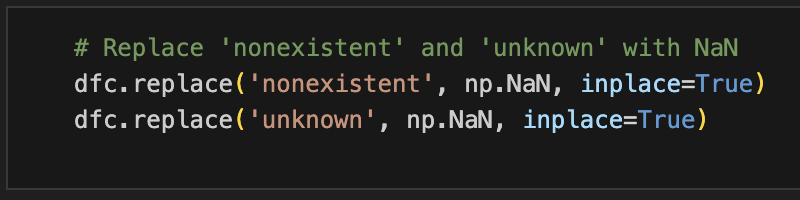 # Replace 'nonexistent' and 'unknown' with NaN
dfc.replace('nonexistent', np.NaN, inplace=True)
dfc.replace('unknown', np.NaN, inplace=True)